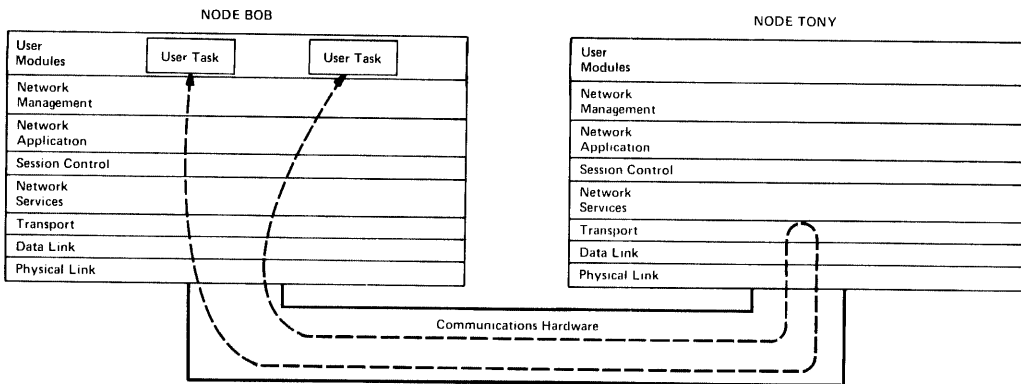 NODE BOB
User
Modules
User Task
User Task
Network
Management
Network
Application
Session Control
Network
Services
Transport
Data Link
Physical Link
NODE TONY
User
Modules
Network
Management
Network
Application
Session Control
Network
Services
Transport
Data Link
Physical Link
Communications Hardware